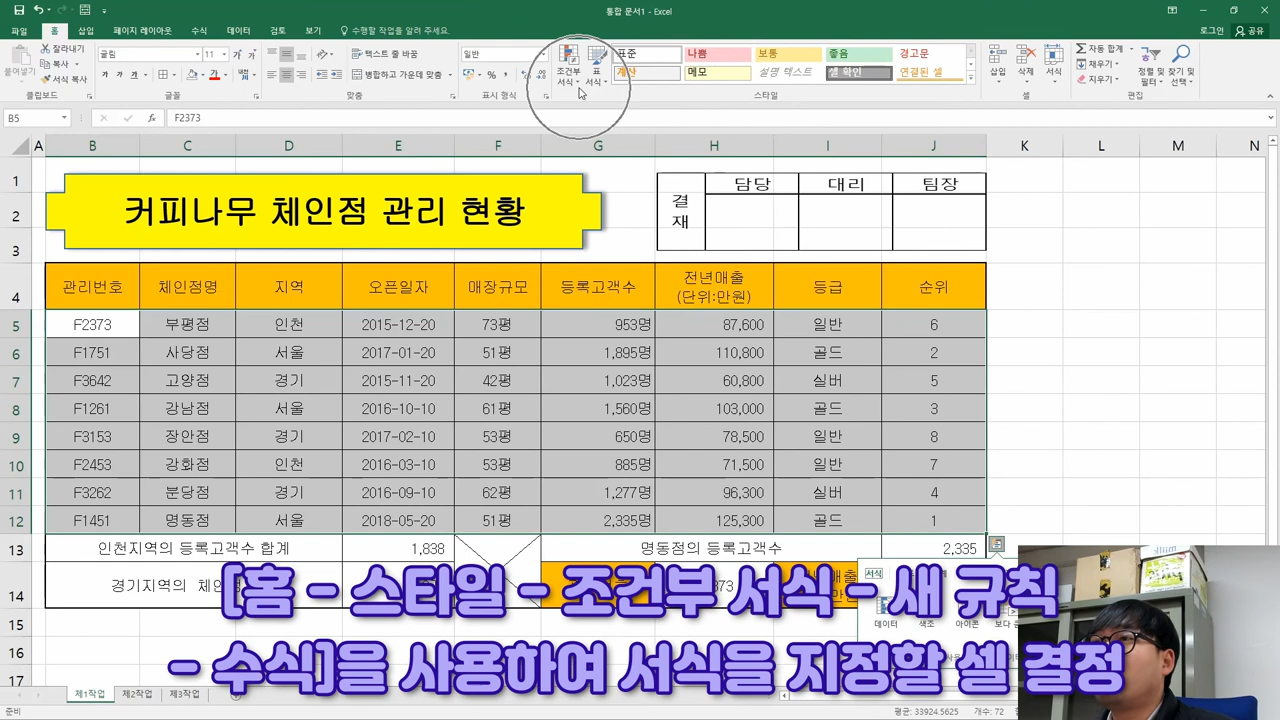 통합 문서1 - Excel
파일 홈 삽입 페이지 레이아웃 수식 데이터 검토 보기 수행할 작업을 알려 주세요.
로그인 공유
붙여넣기
잘라내기
복사
서식 복사
클립보드
굴림 11
글꼴
텍스트 줄 바꿈
병합하고 가운데 맞춤
맞춤
일반
표시 형식
조건부 서식
표 서식
표준 나쁨 보통 좋음 경고문
계산 메모 설명 텍스트 셀 확인 연결된 셀
스타일
삽입 삭제 서식
셀
자동 합계
채우기
지우기
정렬 및 필터
찾기 및 선택
편집
B5 fx F2373
A B C D E F G H I J K L M N
커피나무 체인점 관리 현황
결재 담당 대리 팀장
1
2
3
4 관리번호 체인점명 지역 오픈일자 매장규모 등록고객수 전년매출 (단위:만원) 등급 순위
5 F2373 부평점 인천 2015-12-20 73평 953명 87,600 일반 6
6 F1751 사당점 서울 2017-01-20 51평 1,895명 110,800 골드 2
7 F3642 고양점 경기 2015-11-20 42평 1,023명 60,800 실버 5
8 F1261 강남점 서울 2016-10-10 61평 1,560명 103,000 골드 3
9 F3153 장안점 경기 2017-02-10 53평 650명 78,500 일반 8
10 F2453 강화점 인천 2016-03-10 53평 885명 71,500 일반 7
11 F3262 분당점 경기 2016-09-10 62평 1,277명 96,300 실버 4
12 F1451 명동점 서울 2018-05-20 51평 2,335명 125,300 골드 1
13 인천지역의 등록고객수 합계 1,838 명동점의 등록고객수 2,335
14 경기지역의
서식
데이터 색조 아이콘
15
16
17
[홈 - 스타일 - 조건부 서식 - 새 규칙
- 수식]을 사용하여 서식을 지정할 셀 결정
제1작업 제2작업 제3작업
준비
평균: 33924.5625 개수: 72